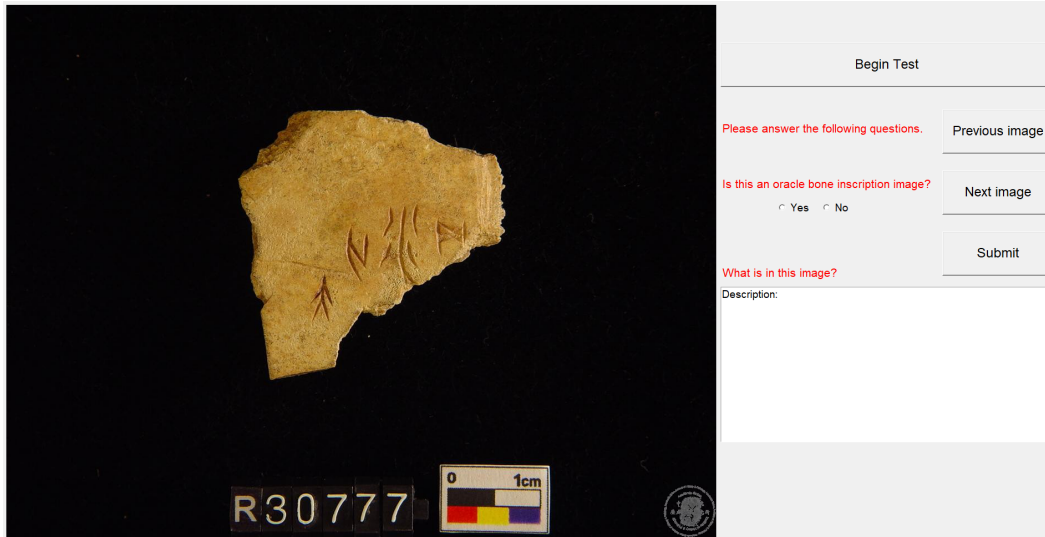 Begin Test
Please answer the following questions.
Previous image
Is this an oracle bone inscription image?
Yes No
Next image
Submit
What is in this image?
Description:
R30777
0 1cm